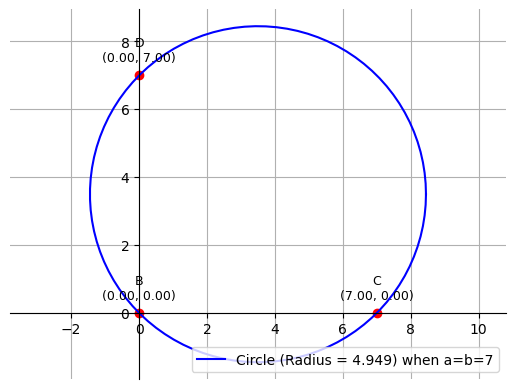 8
D
(0.00, 7.00)
6
4
2
B
(0.00, 0.00)
C
(7.00, 0.00)
0
−2 0 2 4 6 8 10
Circle (Radius = 4.949) when a=b=7